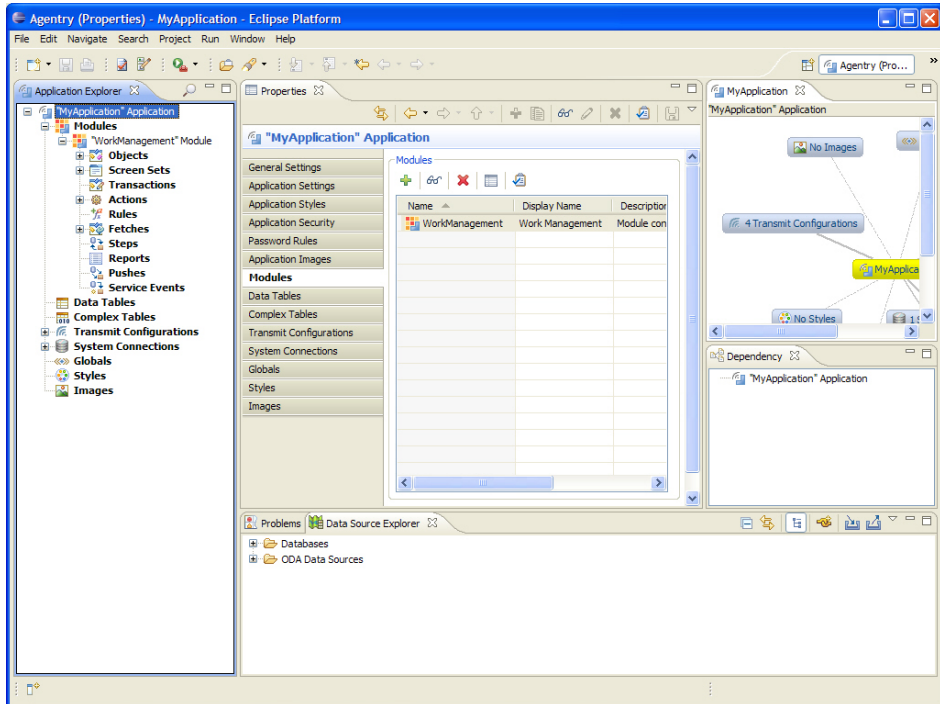 Agentry (Properties) - MyApplication - Eclipse Platform
File Edit Navigate Search Project Run Window Help
Agentry (Pro...
Application Explorer
"MyApplication" Application
Modules
"WorkManagement" Module
Objects
Screen Sets
Transactions
Actions
Rules
Fetches
Steps
Reports
Pushes
Service Events
Data Tables
Complex Tables
Transmit Configurations
System Connections
Globals
Styles
Images
Properties
"MyApplication" Application
General Settings
Application Settings
Application Styles
Application Security
Password Rules
Application Images
Modules
Data Tables
Complex Tables
Transmit Configurations
System Connections
Globals
Styles
Images
Modules
Name Display Name Description
WorkManagement Work Management Module con
MyApplication
"MyApplication" Application
No Images
4 Transmit Configurations
MyApplica
No Styles
Dependency
"MyApplication" Application
Problems Data Source Explorer
Databases
ODA Data Sources